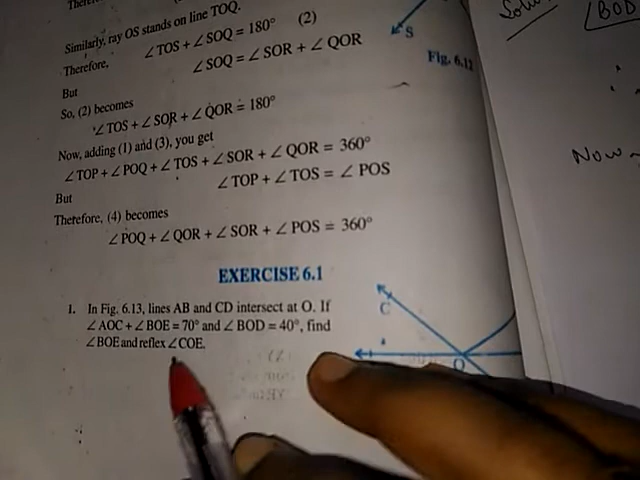 Similarly, ray OS stands on line TOQ.
Therefore, ∠TOS + ∠SOQ = 180° (2)
But ∠SOQ = ∠SOR + ∠QOR
So, (2) becomes
∠TOS + ∠SOR + ∠QOR = 180°
Now, adding (1) and (3), you get
∠TOP + ∠POQ + ∠TOS + ∠SOR + ∠QOR = 360°
But ∠TOP + ∠TOS = ∠POS
Therefore, (4) becomes
∠POQ + ∠QOR + ∠SOR + ∠POS = 360°
EXERCISE 6.1
1. In Fig. 6.13, lines AB and CD intersect at O. If
∠AOC + ∠BOE = 70° and ∠BOD = 40°, find
∠BOE and reflex ∠COE.
S
Fig. 6.12
C
O
∠BOD
Now